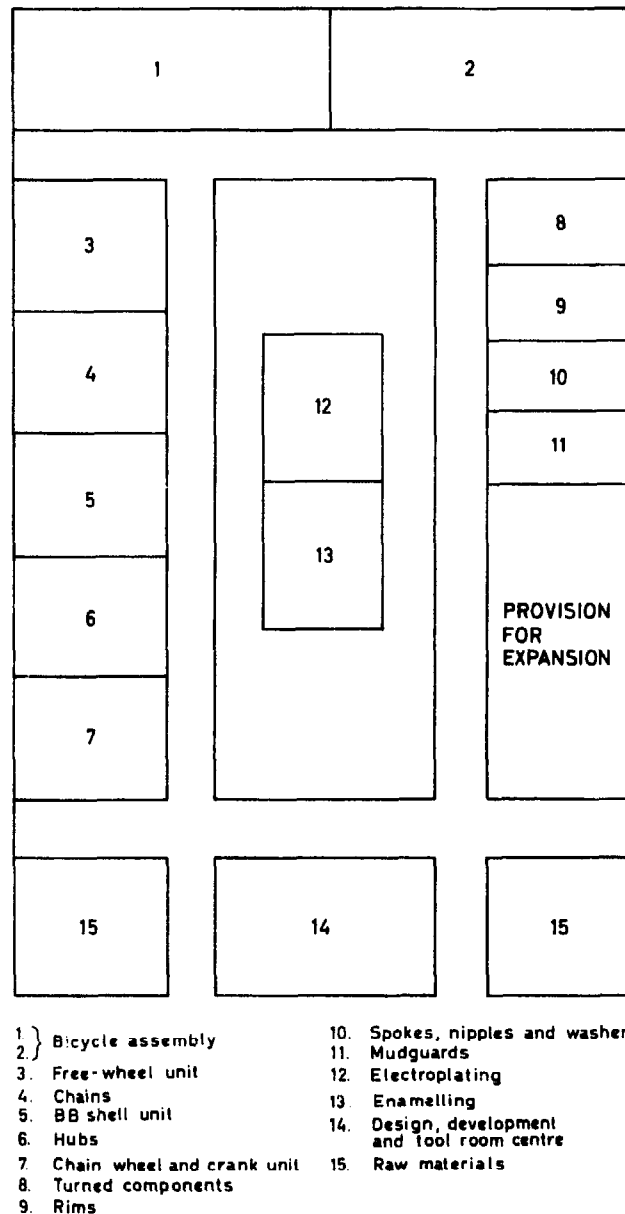 1
2
3
8
9
4
10
12
11
5
13
6
PROVISION
FOR
EXPANSION
7
15
14
15
1. } Bicycle assembly
2.
3. Free-wheel unit
4. Chains
5. BB shell unit
6. Hubs
7. Chain wheel and crank unit
8. Turned components
9. Rims
10. Spokes, nipples and washer
11. Mudguards
12. Electroplating
13. Enamelling
14. Design, development
and tool room centre
15. Raw materials